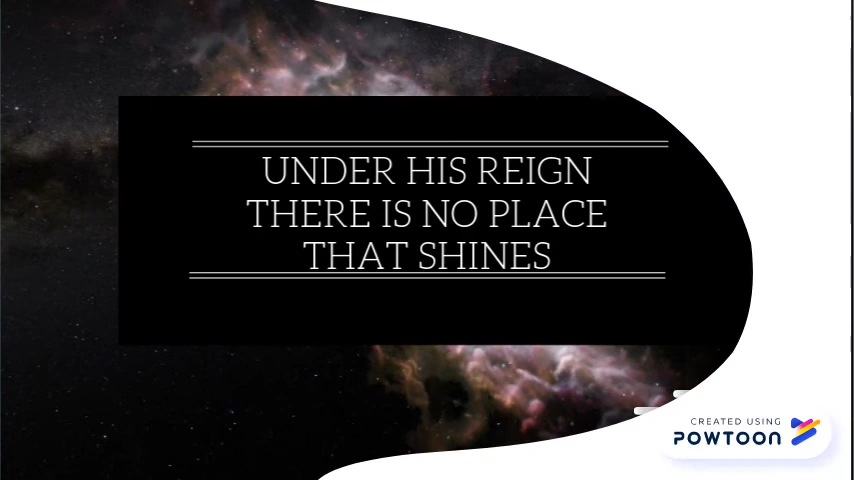 UNDER HIS REIGN
THERE IS NO PLACE
THAT SHINES
CREATED USING
POWTOON